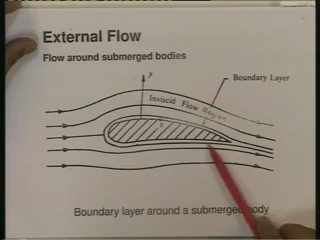 External Flow
Flow around submerged bodies
y
Boundary Layer
Inviscid Flow Region
x
Boundary layer around a submerged body